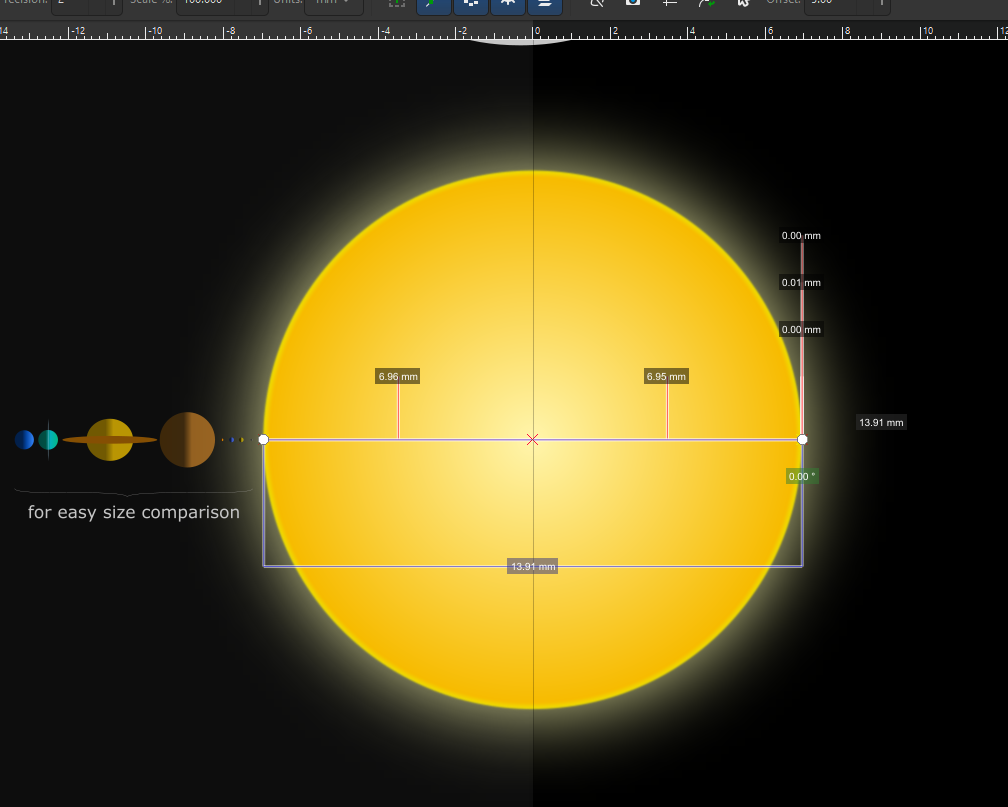 Precision: 2 Scale %: 100.000 Units: mm Offset: 5.00
14 -12 -10 -8 -6 -4 -2 0 2 4 6 8 10 12
0.00 mm
0.01 mm
0.00 mm
6.96 mm 6.95 mm
13.91 mm
0.00 °
for easy size comparison
13.91 mm